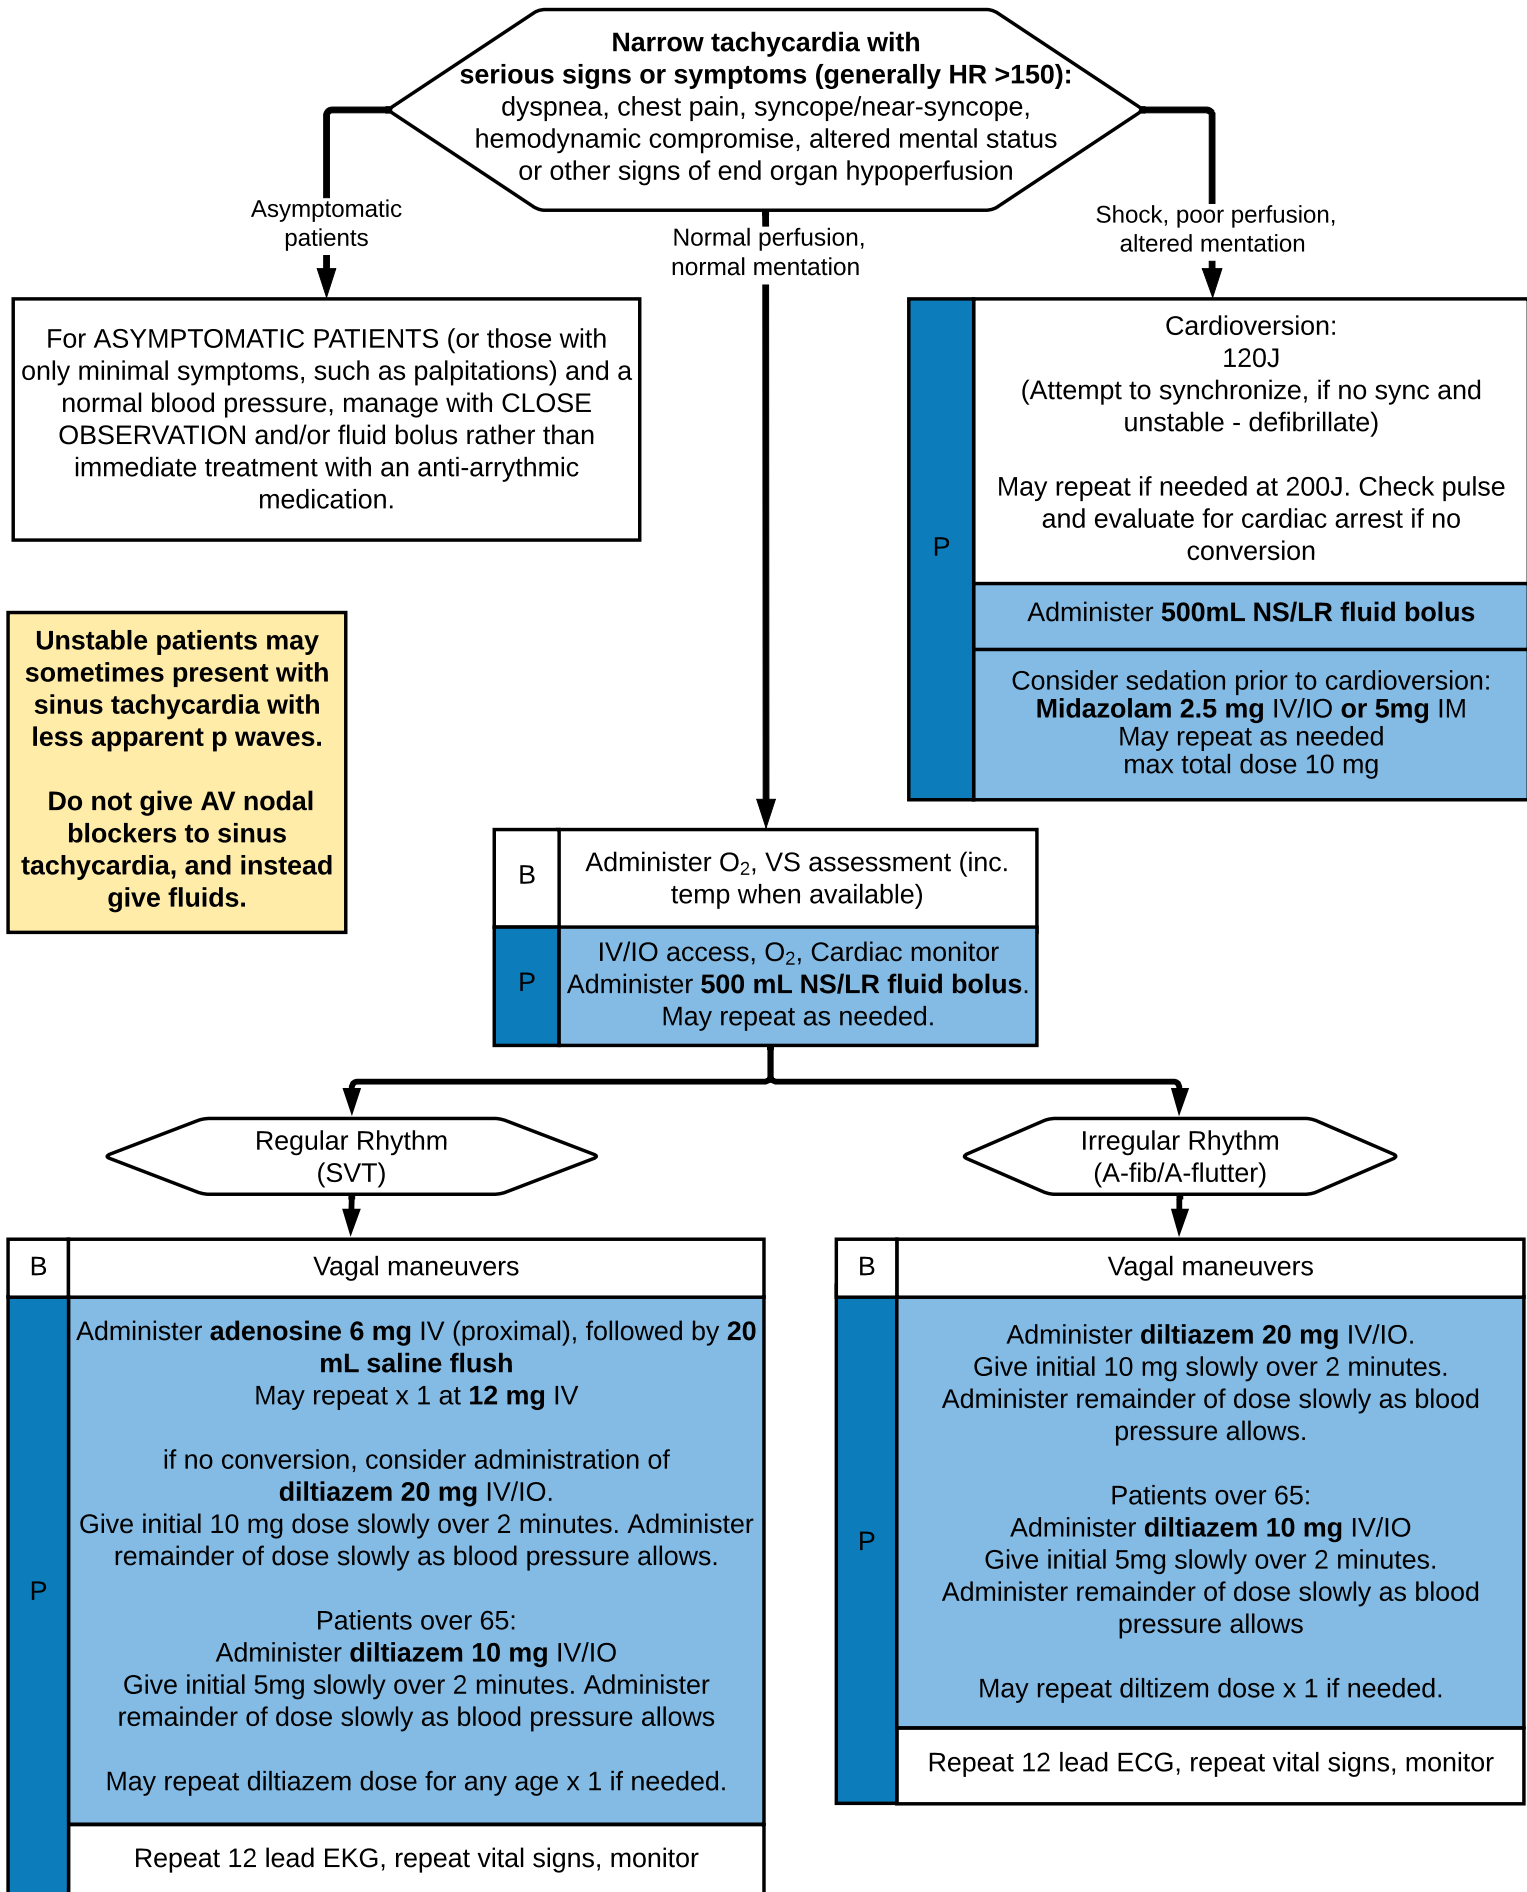 Narrow tachycardia with
serious signs or symptoms (generally HR >150):
dyspnea, chest pain, syncope/near-syncope,
hemodynamic compromise, altered mental status
or other signs of end organ hypoperfusion
Asymptomatic
patients
Normal perfusion,
normal mentation
Shock, poor perfusion,
altered mentation
For ASYMPTOMATIC PATIENTS (or those with
only minimal symptoms, such as palpitations) and a
normal blood pressure, manage with CLOSE
OBSERVATION and/or fluid bolus rather than
immediate treatment with an anti-arrythmic
medication.
P
Cardioversion:
120J
(Attempt to synchronize, if no sync and
unstable - defibrillate)
May repeat if needed at 200J. Check pulse
and evaluate for cardiac arrest if no
conversion
Administer 500mL NS/LR fluid bolus
Consider sedation prior to cardioversion:
Midazolam 2.5 mg IV/IO or 5mg IM
May repeat as needed
max total dose 10 mg
Unstable patients may
sometimes present with
sinus tachycardia with
less apparent p waves.
Do not give AV nodal
blockers to sinus
tachycardia, and instead
give fluids.
B
Administer O₂, VS assessment (inc.
temp when available)
P
IV/IO access, O₂, Cardiac monitor
Administer 500 mL NS/LR fluid bolus.
May repeat as needed.
Regular Rhythm
(SVT)
B
Vagal maneuvers
P
Administer adenosine 6 mg IV (proximal), followed by 20
mL saline flush
May repeat x 1 at 12 mg IV
if no conversion, consider administration of
diltiazem 20 mg IV/IO.
Give initial 10 mg dose slowly over 2 minutes. Administer
remainder of dose slowly as blood pressure allows.
Patients over 65:
Administer diltiazem 10 mg IV/IO
Give initial 5mg slowly over 2 minutes. Administer
remainder of dose slowly as blood pressure allows
May repeat diltiazem dose for any age x 1 if needed.
Repeat 12 lead EKG, repeat vital signs, monitor
Irregular Rhythm
(A-fib/A-flutter)
B
Vagal maneuvers
P
Administer diltiazem 20 mg IV/IO.
Give initial 10 mg slowly over 2 minutes.
Administer remainder of dose slowly as blood
pressure allows.
Patients over 65:
Administer diltiazem 10 mg IV/IO
Give initial 5mg slowly over 2 minutes.
Administer remainder of dose slowly as blood
pressure allows
May repeat diltizem dose x 1 if needed.
Repeat 12 lead ECG, repeat vital signs, monitor